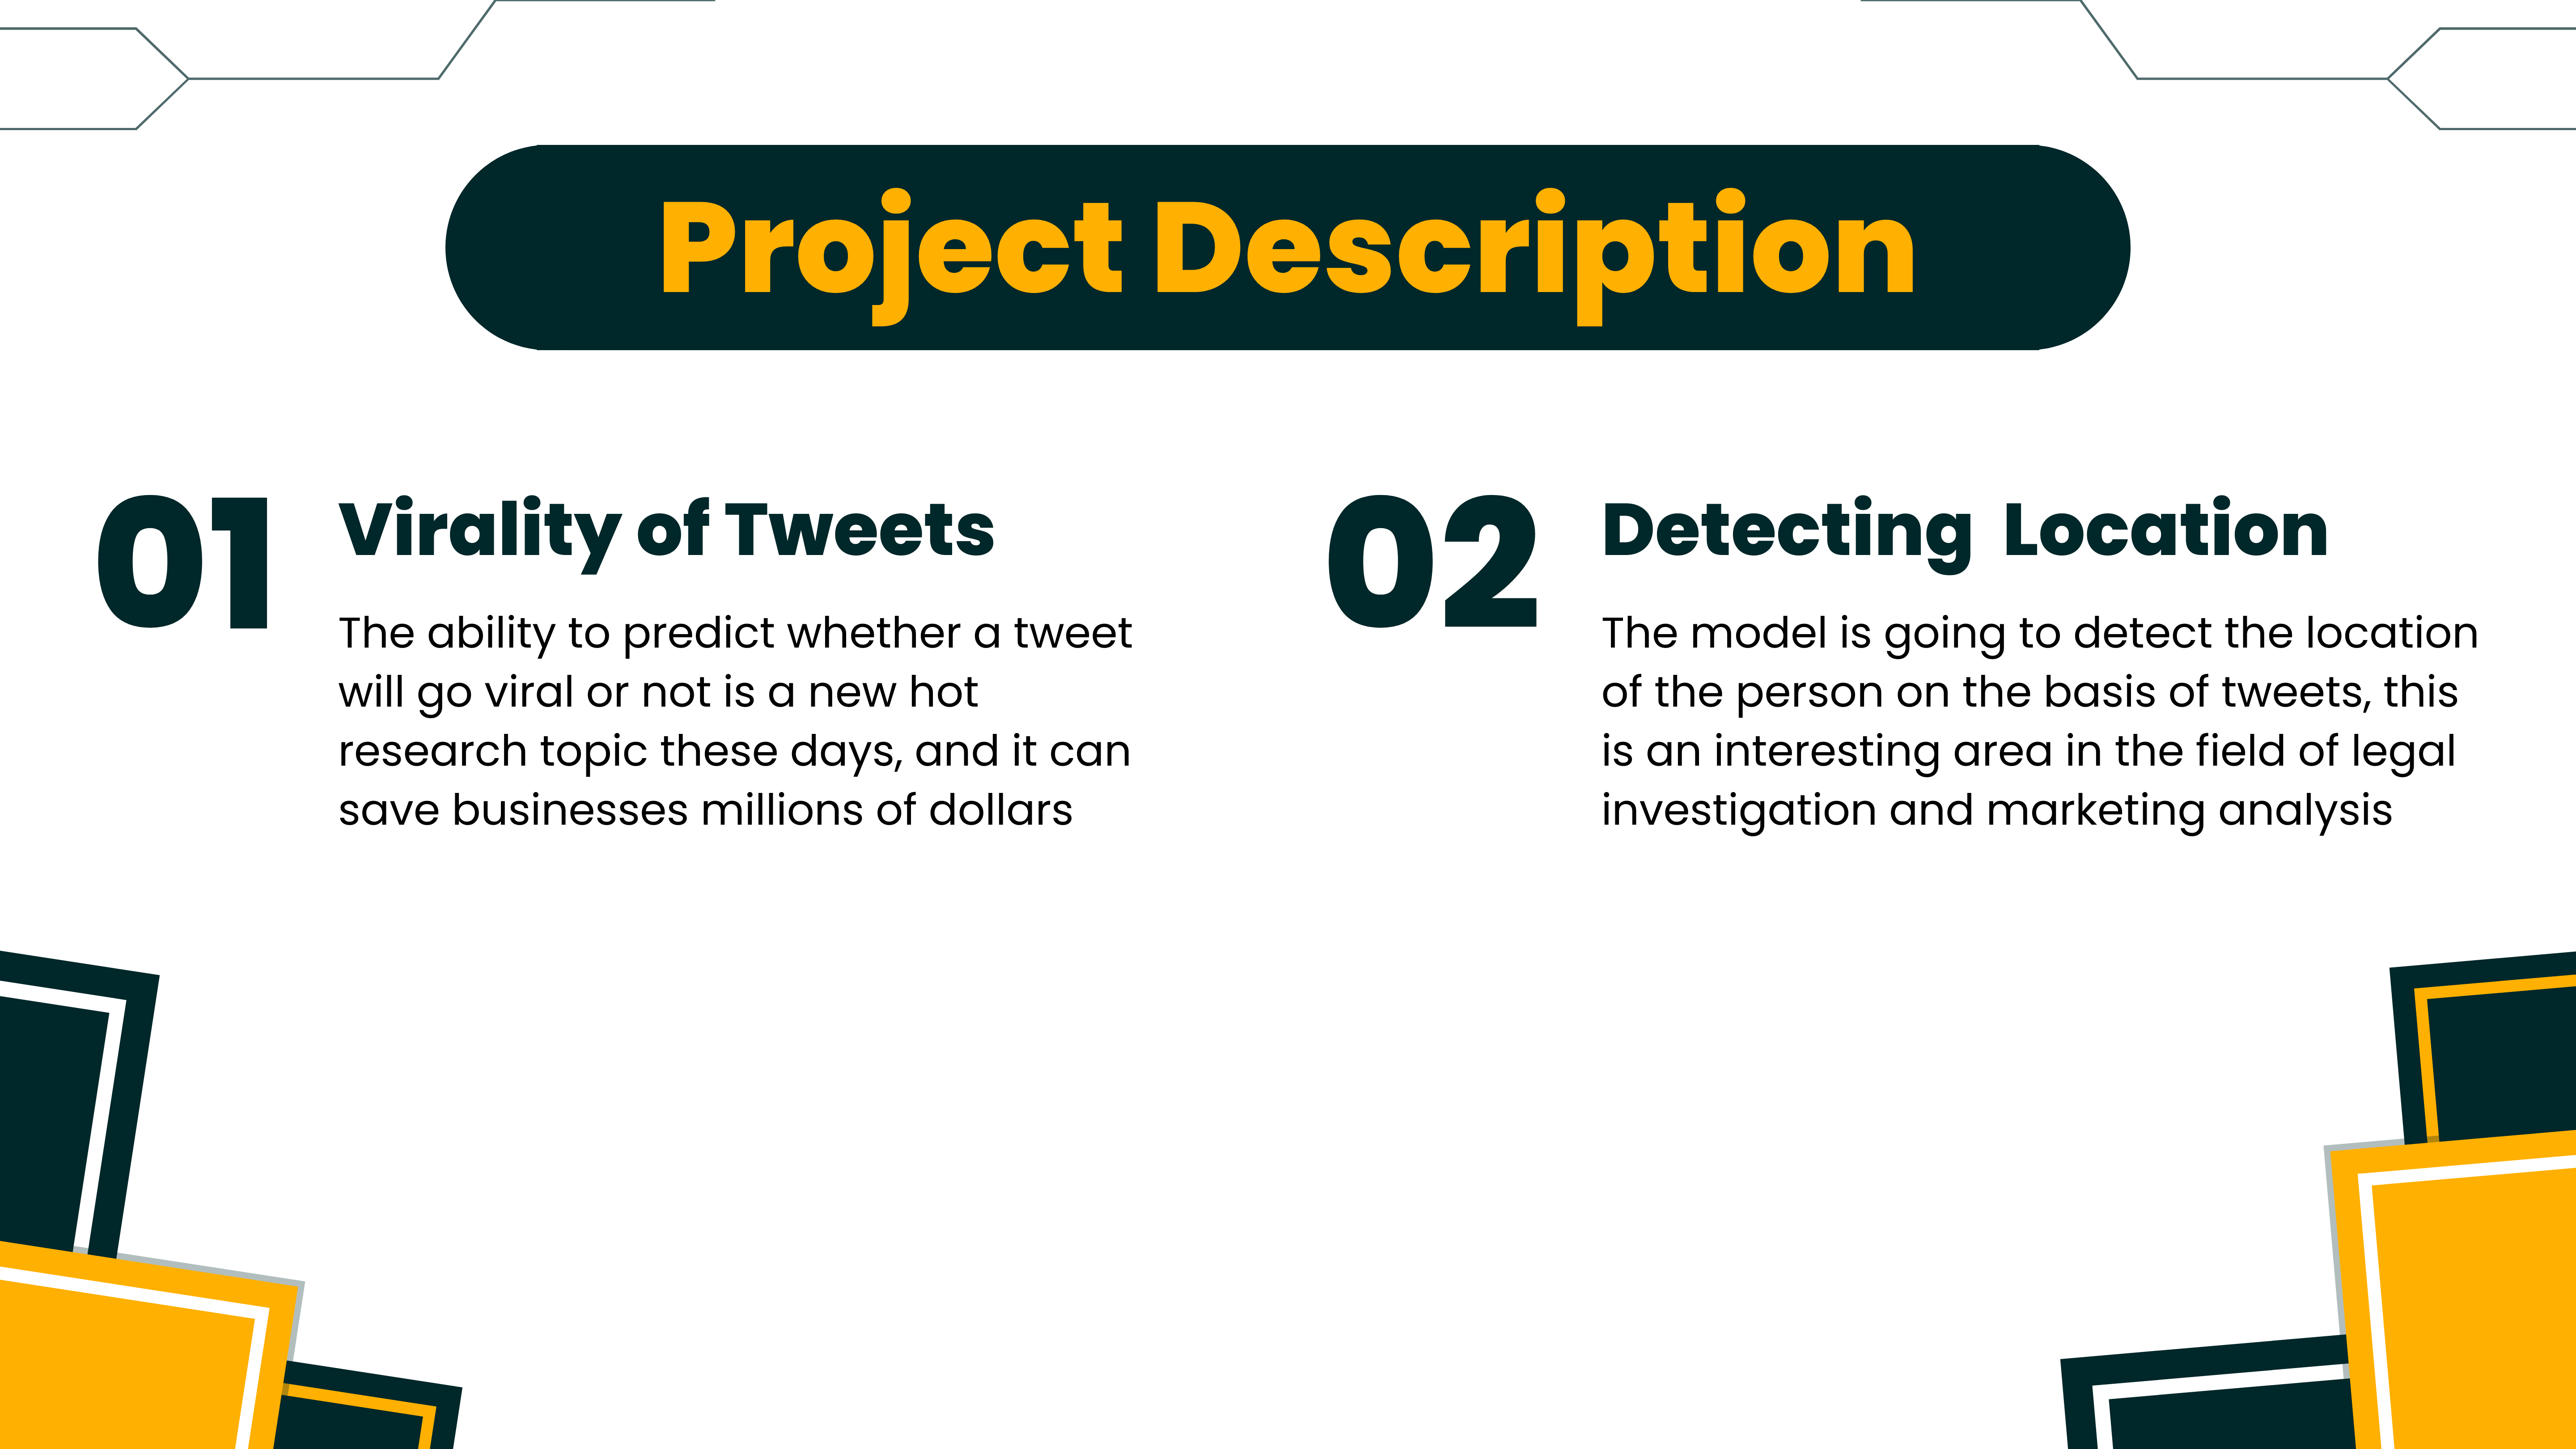 Project Description
01
Virality of Tweets
The ability to predict whether a tweet
will go viral or not is a new hot
research topic these days, and it can
save businesses millions of dollars
02
Detecting  Location
The model is going to detect the location
of the person on the basis of tweets, this
is an interesting area in the field of legal
investigation and marketing analysis